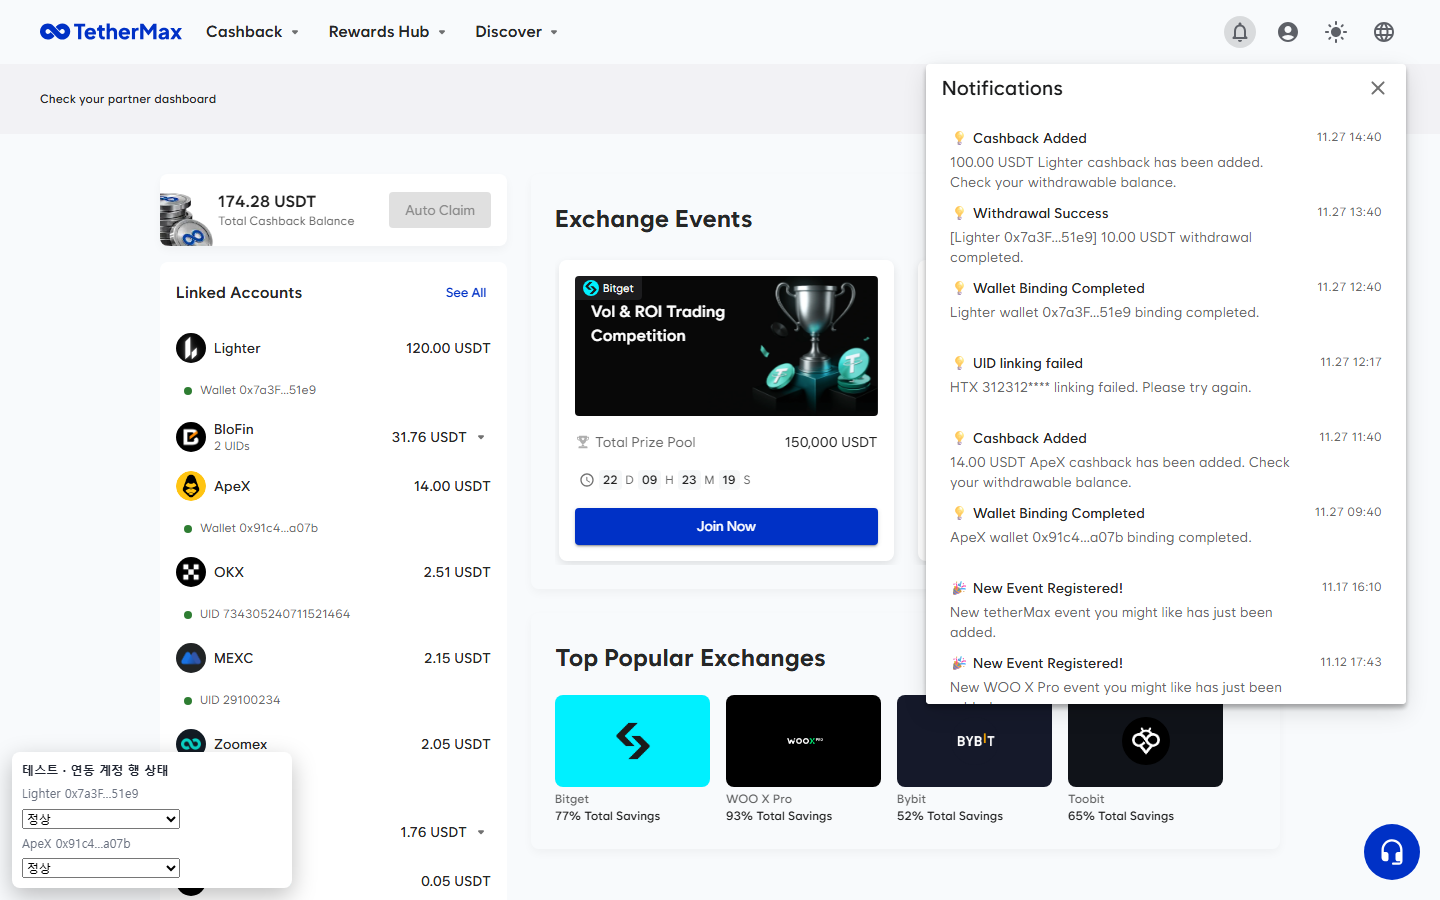 TetherMax
Cashback
Rewards Hub
Discover
Check your partner dashboard
174.28 USDT
Total Cashback Balance
Auto Claim
Linked Accounts
See All
Lighter
120.00 USDT
Wallet 0x7a3F...51e9
BloFin
2 UIDs
31.76 USDT
ApeX
14.00 USDT
Wallet 0x91c4...a07b
OKX
2.51 USDT
UID 734305240711521464
MEXC
2.15 USDT
UID 29100234
Zoomex
2.05 USDT
1.76 USDT
0.05 USDT
테스트 · 연동 계정 행 상태
Lighter 0x7a3F...51e9
정상
ApeX 0x91c4...a07b
정상
Exchange Events
Bitget
Vol & ROI Trading
Competition
Total Prize Pool
150,000 USDT
22 D 09 H 23 M 19 S
Join Now
Top Popular Exchanges
Bitget
77% Total Savings
WOO X PRO
WOO X Pro
93% Total Savings
BYBIT
Bybit
52% Total Savings
Toobit
65% Total Savings
Notifications
Cashback Added
11.27 14:40
100.00 USDT Lighter cashback has been added.
Check your withdrawable balance.
Withdrawal Success
11.27 13:40
[Lighter 0x7a3F...51e9] 10.00 USDT withdrawal
completed.
Wallet Binding Completed
11.27 12:40
Lighter wallet 0x7a3F...51e9 binding completed.
UID linking failed
11.27 12:17
HTX 312312**** linking failed. Please try again.
Cashback Added
11.27 11:40
14.00 USDT ApeX cashback has been added. Check
your withdrawable balance.
Wallet Binding Completed
11.27 09:40
ApeX wallet 0x91c4...a07b binding completed.
New Event Registered!
11.17 16:10
New tetherMax event you might like has just been
added.
New Event Registered!
11.12 17:43
New WOO X Pro event you might like has just been